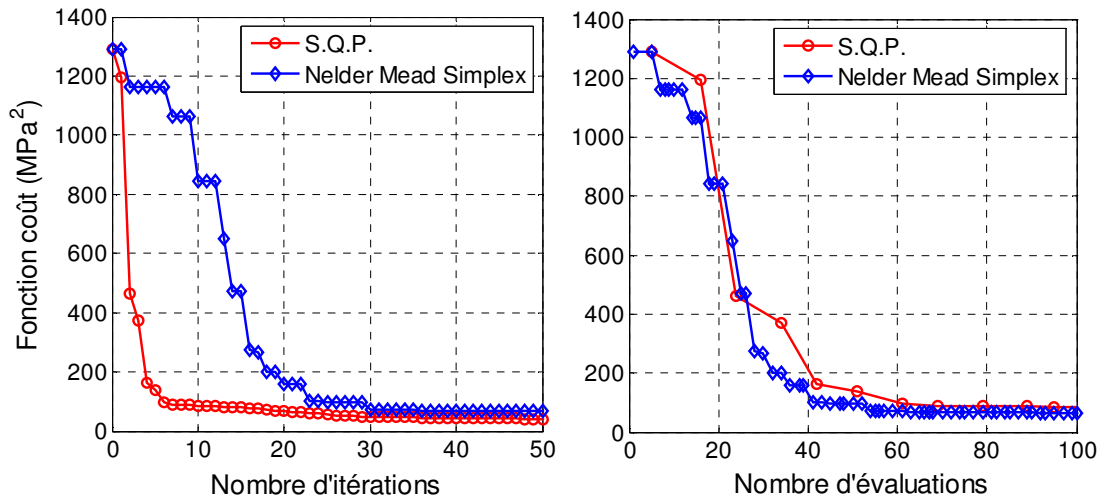 1400
1200
1000
800
600
400
200
0
Fonction coût (MPa²)
S.Q.P.
Nelder Mead Simplex
0 10 20 30 40 50
Nombre d'itérations
1400
1200
1000
800
600
400
200
0
S.Q.P.
Nelder Mead Simplex
0 20 40 60 80 100
Nombre d'évaluations